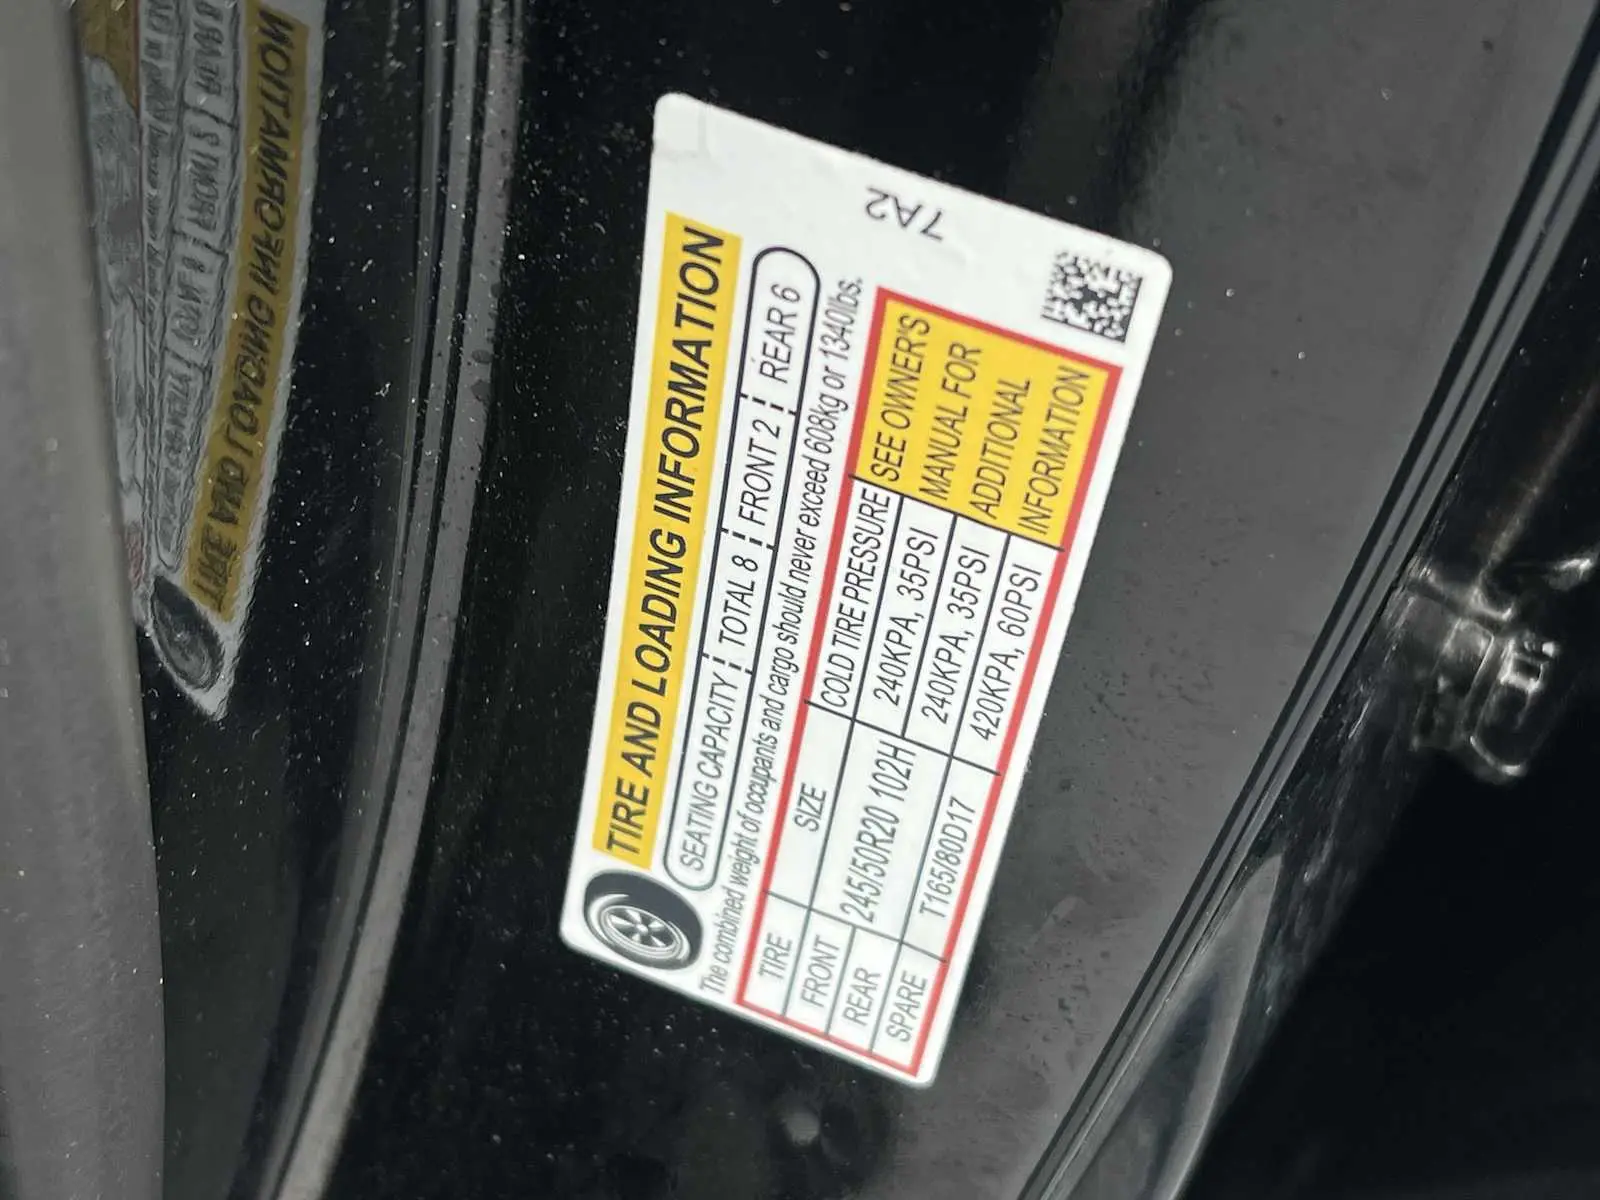 TIRE AND LOADING INFORMATION
SEATING CAPACITY TOTAL 8 FRONT 2 REAR 6
The combined weight of occupants and cargo should never exceed 608kg or 1340lbs.
TIRE SIZE COLD TIRE PRESSURE
FRONT 245/50R20 102H 240KPA, 35PSI
REAR 240KPA, 35PSI
SPARE T165/80D17 420KPA, 60PSI
SEE OWNER'S
MANUAL FOR
ADDITIONAL
INFORMATION
7A2
TIRE AND LOADING INFORMATION